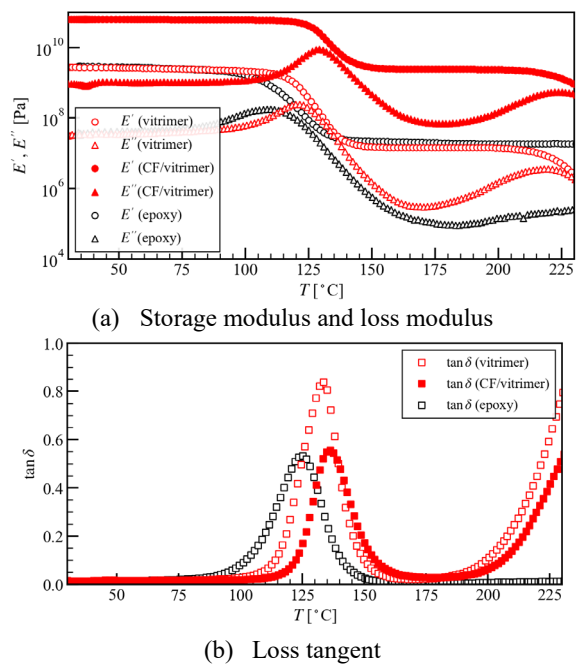 10^10
10^8
10^6
10^4
E′, E″ [Pa]
E′ (vitrimer)
E″ (vitrimer)
E′ (CF/vitrimer)
E″ (CF/vitrimer)
E′ (epoxy)
E″ (epoxy)
50 75 100 125 150 175 200 225
T [°C]
(a) Storage modulus and loss modulus
1.0
0.8
0.6
0.4
0.2
0.0
tan δ
tan δ (vitrimer)
tan δ (CF/vitrimer)
tan δ (epoxy)
50 75 100 125 150 175 200 225
T [°C]
(b) Loss tangent